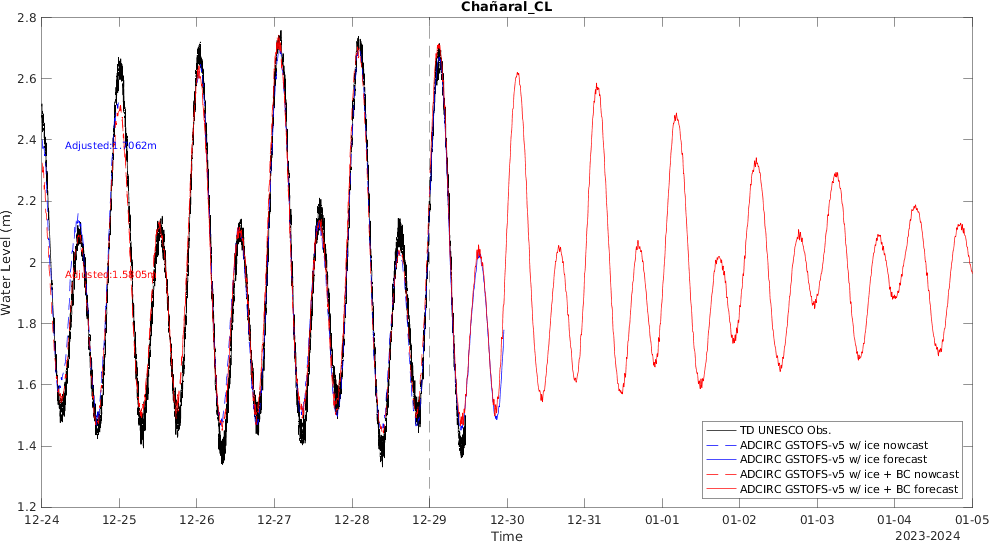 Chañaral_CL
Water Level (m)
2.8
2.6
2.4
2.2
2
1.8
1.6
1.4
1.2
Adjusted:1.7062m
Adjusted:1.5805m
TD UNESCO Obs.
ADCIRC GSTOFS-v5 w/ ice nowcast
ADCIRC GSTOFS-v5 w/ ice forecast
ADCIRC GSTOFS-v5 w/ ice + BC nowcast
ADCIRC GSTOFS-v5 w/ ice + BC forecast
12-24 12-25 12-26 12-27 12-28 12-29 12-30 12-31 01-01 01-02 01-03 01-04 01-05
Time
2023-2024